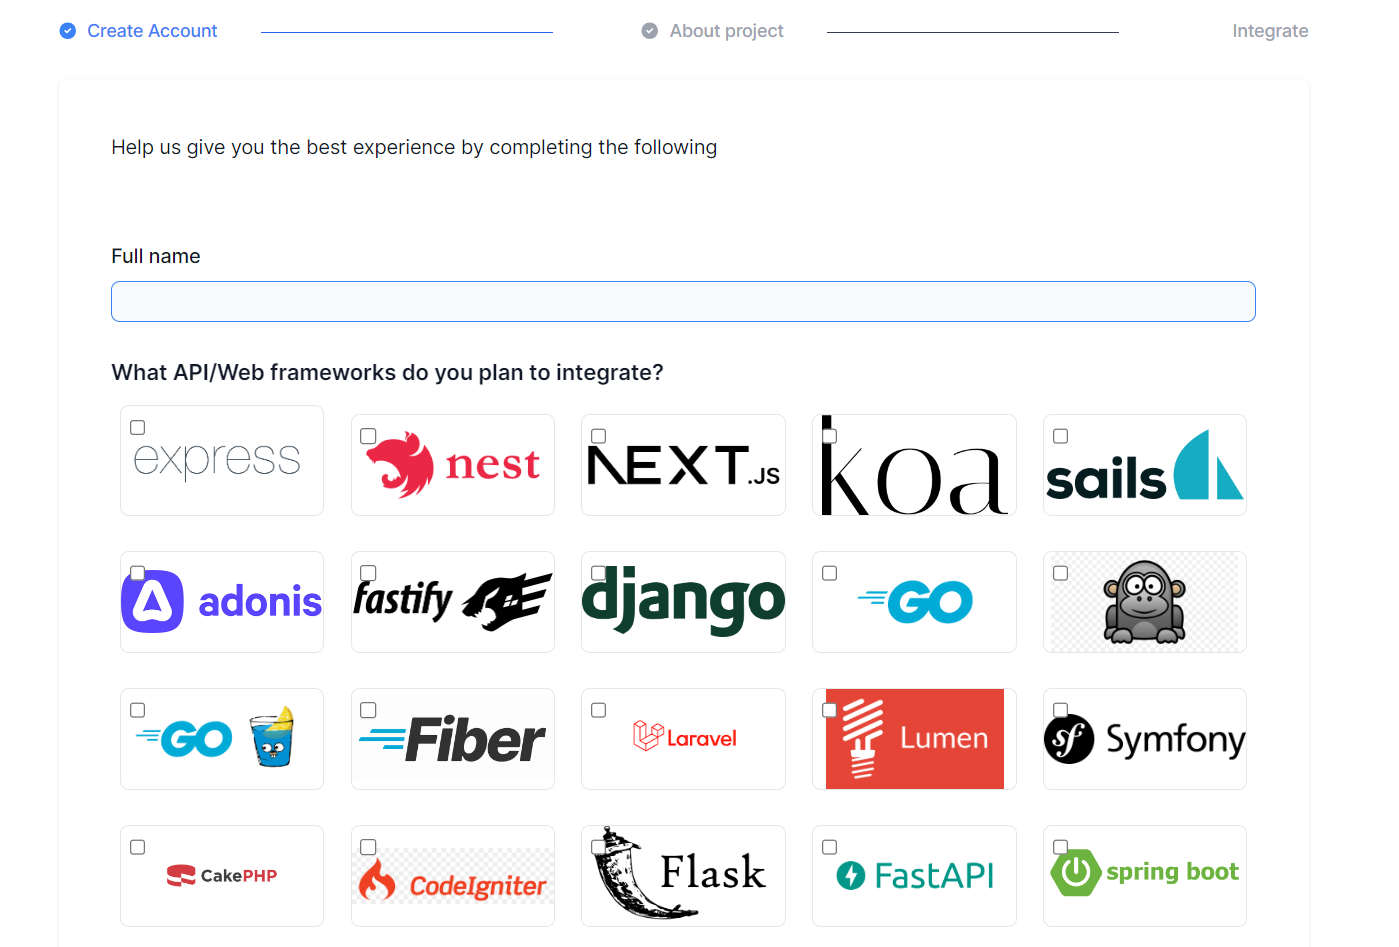 Create Account
About project
Integrate
Help us give you the best experience by completing the following
Full name
What API/Web frameworks do you plan to integrate?
express
nest
NEXT.JS
koa
sails
adonis
fastify
django
GO
GO
Fiber
Laravel
Lumen
sf Symfony
CakePHP
CodeIgniter
Flask
FastAPI
spring boot